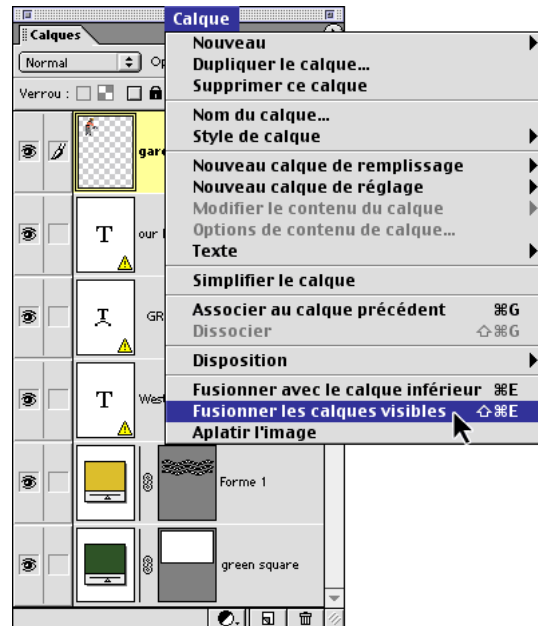 Calque
Calques
Normal
Verrou :
Nouveau
Dupliquer le calque...
Supprimer ce calque
Nom du calque...
Style de calque
Nouveau calque de remplissage
Nouveau calque de réglage
Modifier le contenu du calque
Options de contenu de calque...
Texte
Simplifier le calque
Associer au calque précédent ⌘G
Dissocier ⇧⌘G
Disposition
Fusionner avec le calque inférieur ⌘E
Fusionner les calques visibles ⇧⌘E
Aplatir l'image
T our
T GR
T West
Forme 1
green square